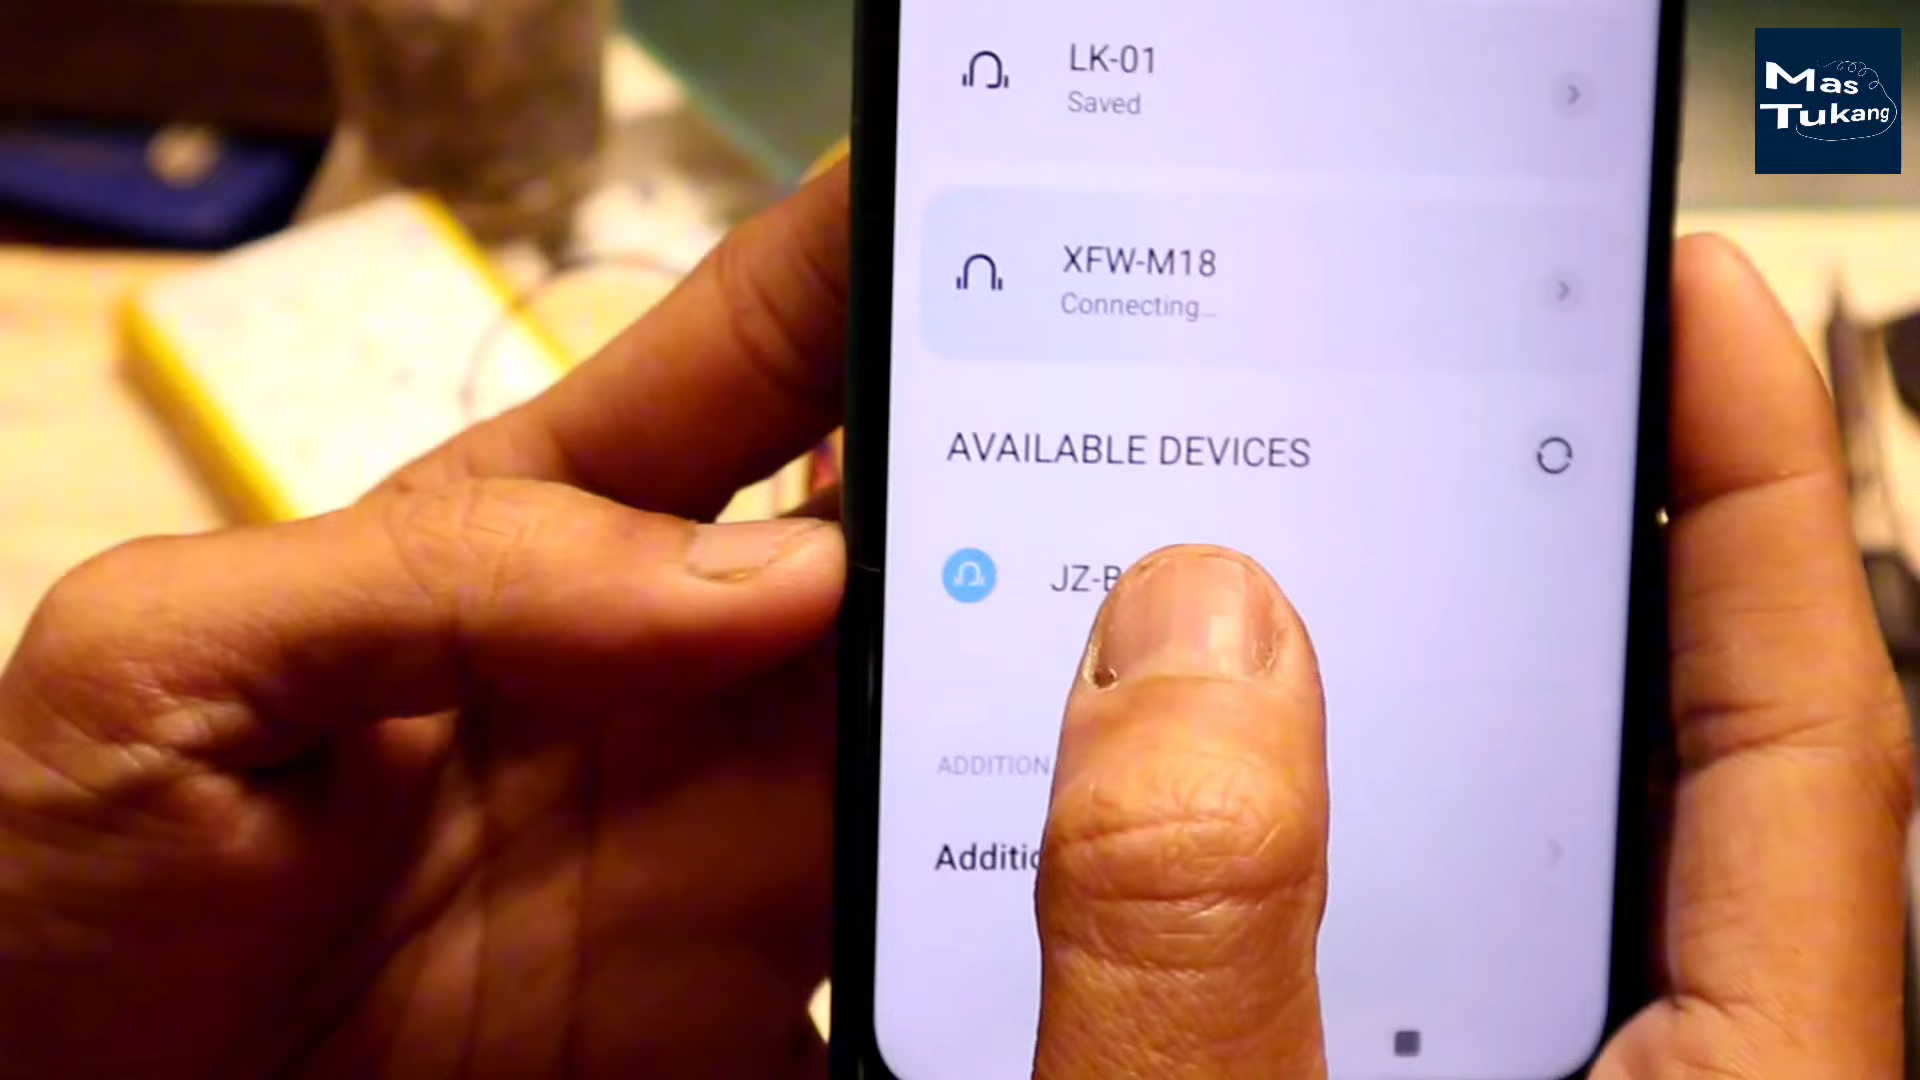 LK-01
Saved
XFW-M18
Connecting...
AVAILABLE DEVICES
JZ-B
ADDITION
Additio
Mas
Tukang